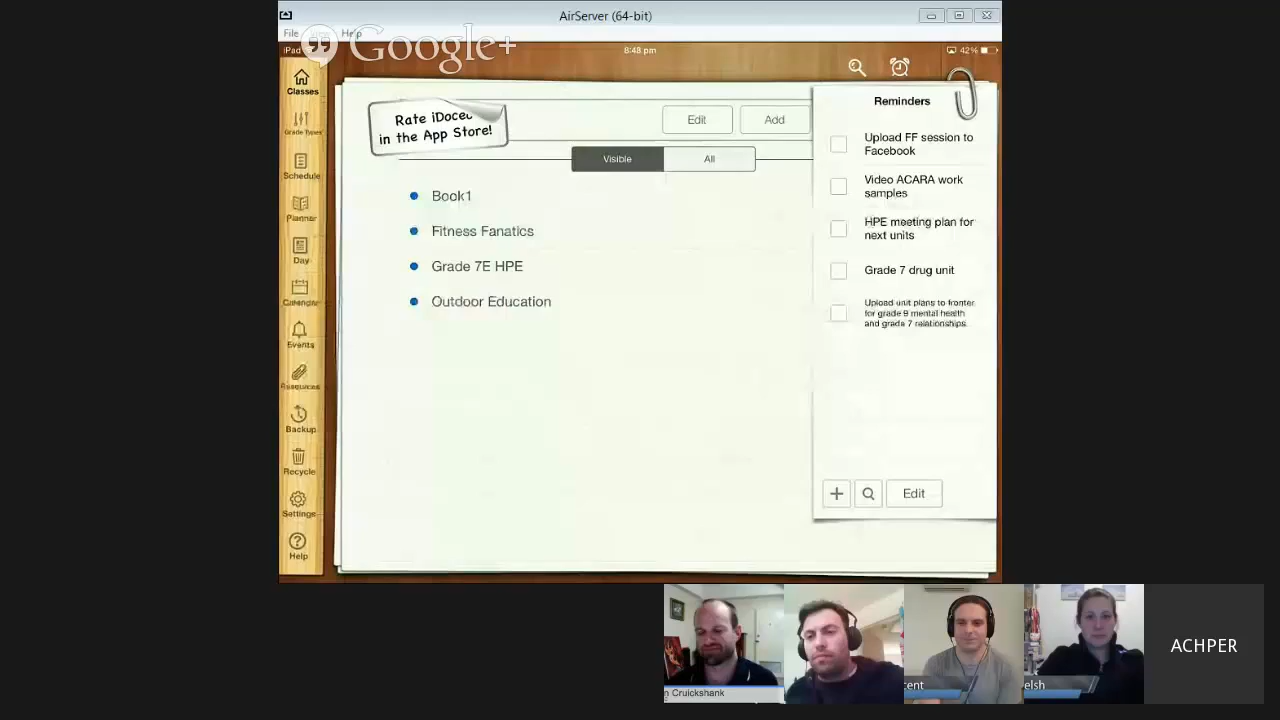 AirServer (64-bit)
File
Help
Google+
iPad
8:48 pm
42%
Classes
Grade Types
Schedule
Planner
Day
Calendar
Events
Resources
Backup
Recycle
Settings
Help
Rate iDoceo
in the App Store!
Edit
Add
Visible
All
Book1
Fitness Fanatics
Grade 7E HPE
Outdoor Education
Reminders
Upload FF session to
Facebook
Video ACARA work
samples
HPE meeting plan for
next units
Grade 7 drug unit
Upload unit plans to fronter
for grade 9 mental health
and grade 7 relationships.
Edit
n Cruickshank
cent
elsh
ACHPER